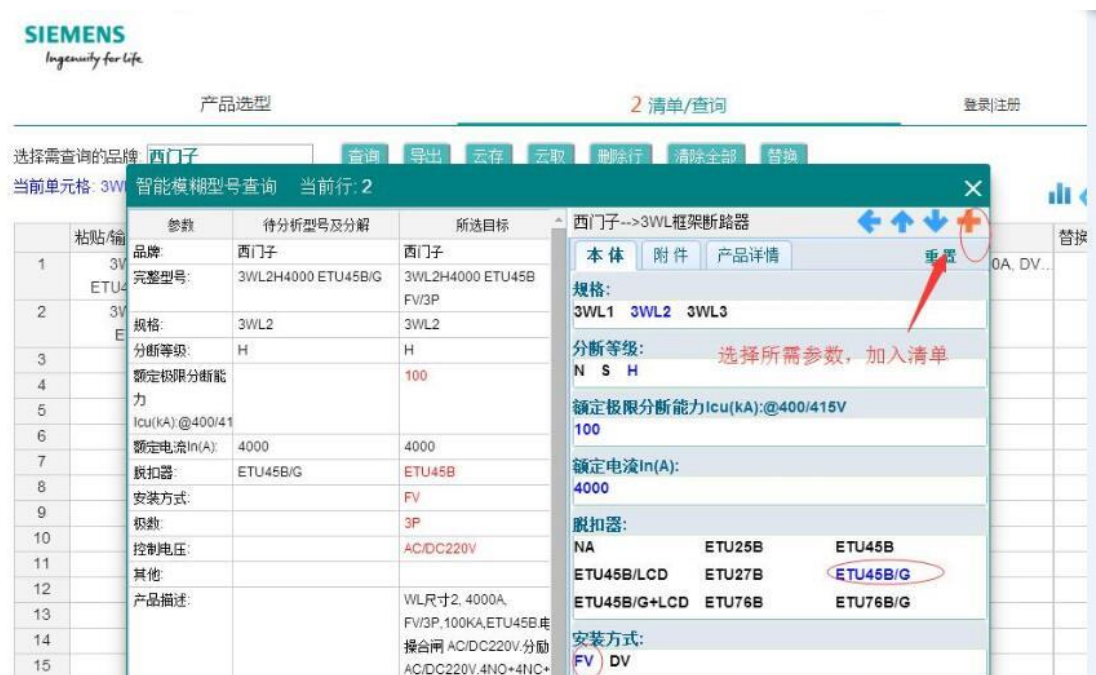 SIEMENS
Ingenuity for life
产品选型
2 清单/查询
登录|注册
选择需查询的品牌: 西门子 查询 导出 云存 云取 删除行 清除全部 替换
当前单元格: 3W
智能模糊型号查询 当前行: 2
粘贴/输
替换
1 3V
ETU4
0A, DV...
2 3V
E
3
4
5
6
7
8
9
10
11
12
13
14
15
参数 待分析型号及分解 所选目标
品牌: 西门子 西门子
完整型号: 3WL2H4000 ETU45B/G 3WL2H4000 ETU45B
FV/3P
规格: 3WL2 3WL2
分断等级: H H
额定极限分断能 100
力
Icu(kA):@400/41
额定电流In(A): 4000 4000
脱扣器: ETU45B/G ETU45B
安装方式: FV
极数: 3P
控制电压: AC/DC220V
其他:
产品描述: WL尺寸2, 4000A,
FV/3P,100KA,ETU45B.电
操合闸 AC/DC220V.分励
AC/DC220V.4NO+4NC+
西门子-->3WL框架断路器
本体 附件 产品详情 重置
规格:
3WL1 3WL2 3WL3
分断等级:
N S H
选择所需参数，加入清单
额定极限分断能力Icu(kA):@400/415V
100
额定电流In(A):
4000
脱扣器:
NA ETU25B ETU45B
ETU45B/LCD ETU27B ETU45B/G
ETU45B/G+LCD ETU76B ETU76B/G
安装方式:
FV DV